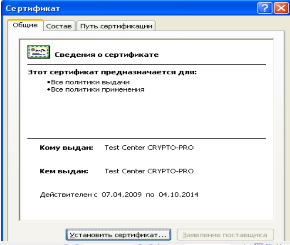 Сертификат
Общие Состав Путь сертификации
Сведения о сертификате
Этот сертификат предназначается для:
•Все политики выдачи
•Все политики применения
Кому выдан: Test Center CRYPTO-PRO
Кем выдан: Test Center CRYPTO-PRO
Действителен с 07.04.2009 по 04.10.2014
Установить сертификат... Заявление поставщика